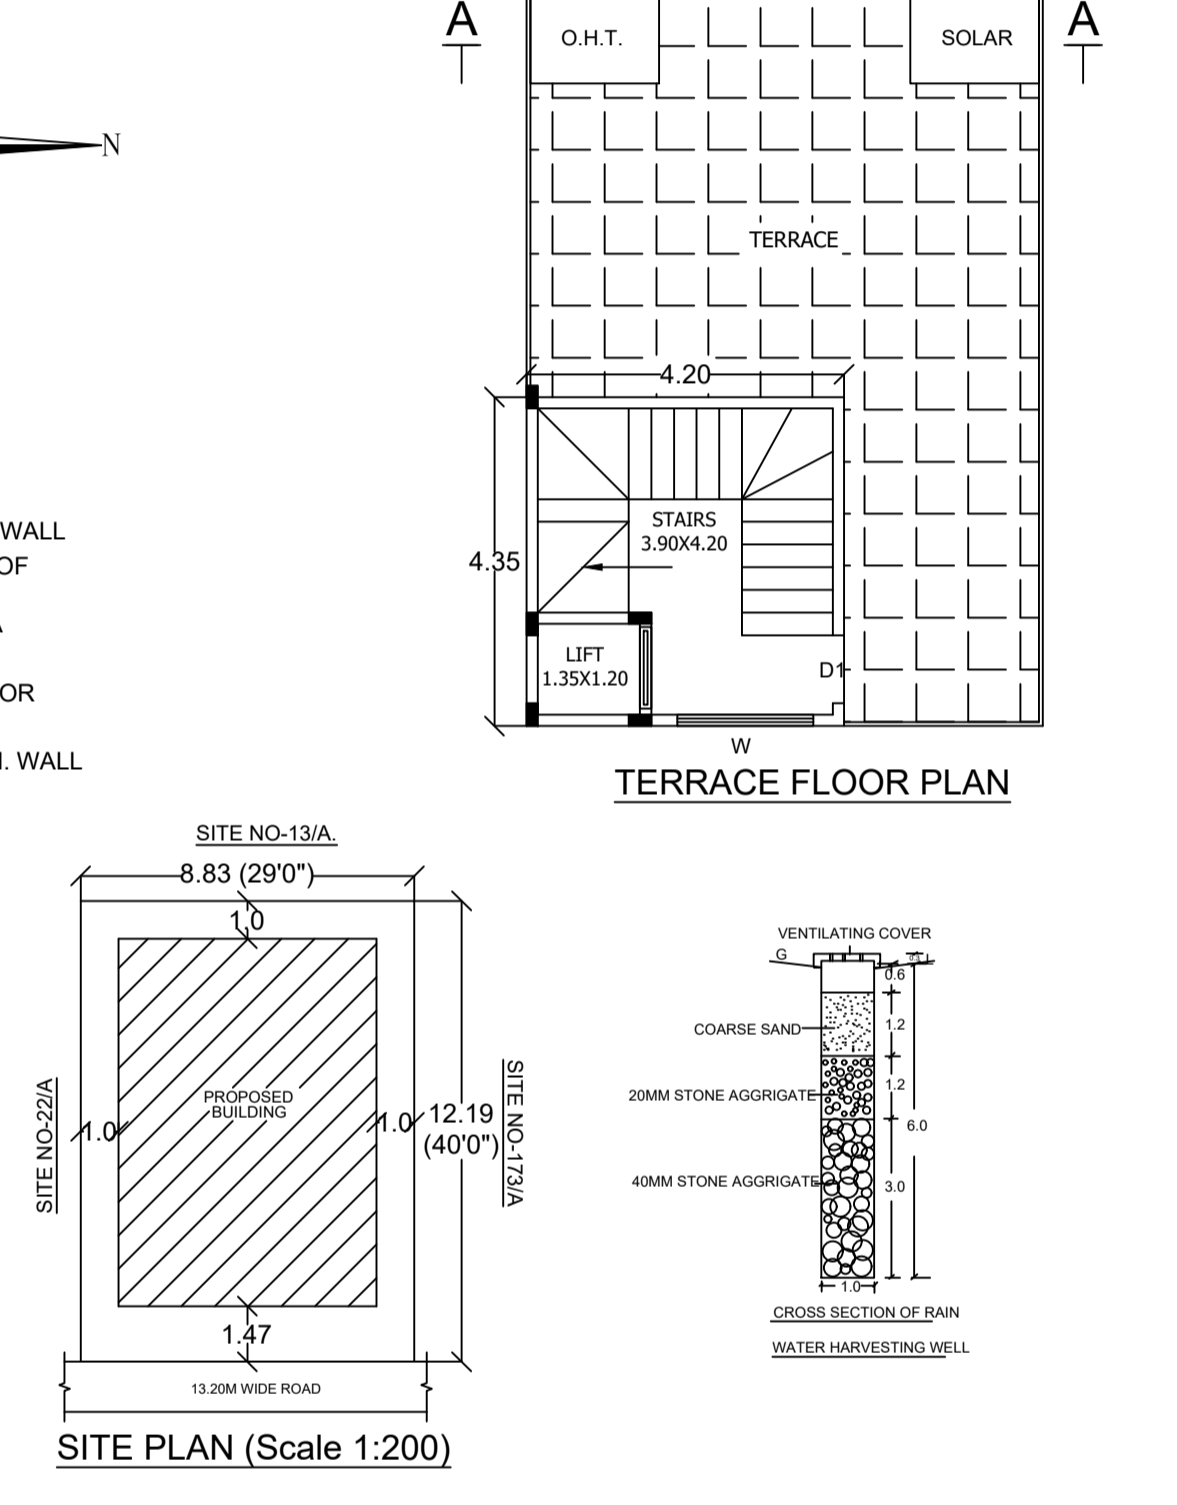 A
O.H.T.
SOLAR
A
N
TERRACE
4.20
WALL
OF
STAIRS
3.90X4.20
4.35
LIFT
1.35X1.20
D1
OR
W
WALL
TERRACE FLOOR PLAN
SITE NO-13/A.
8.83 (29'0")
1.0
VENTILATING COVER
G
0.6
COARSE SAND
1.2
20MM STONE AGGRIGATE
1.2
6.0
40MM STONE AGGRIGATE
3.0
1.0
CROSS SECTION OF RAIN
WATER HARVESTING WELL
SITE NO-22/A
1.0
PROPOSED
BUILDING
1.0
12.19
(40'0")
SITE NO-173/A
1.47
13.20M WIDE ROAD
SITE PLAN (Scale 1:200)